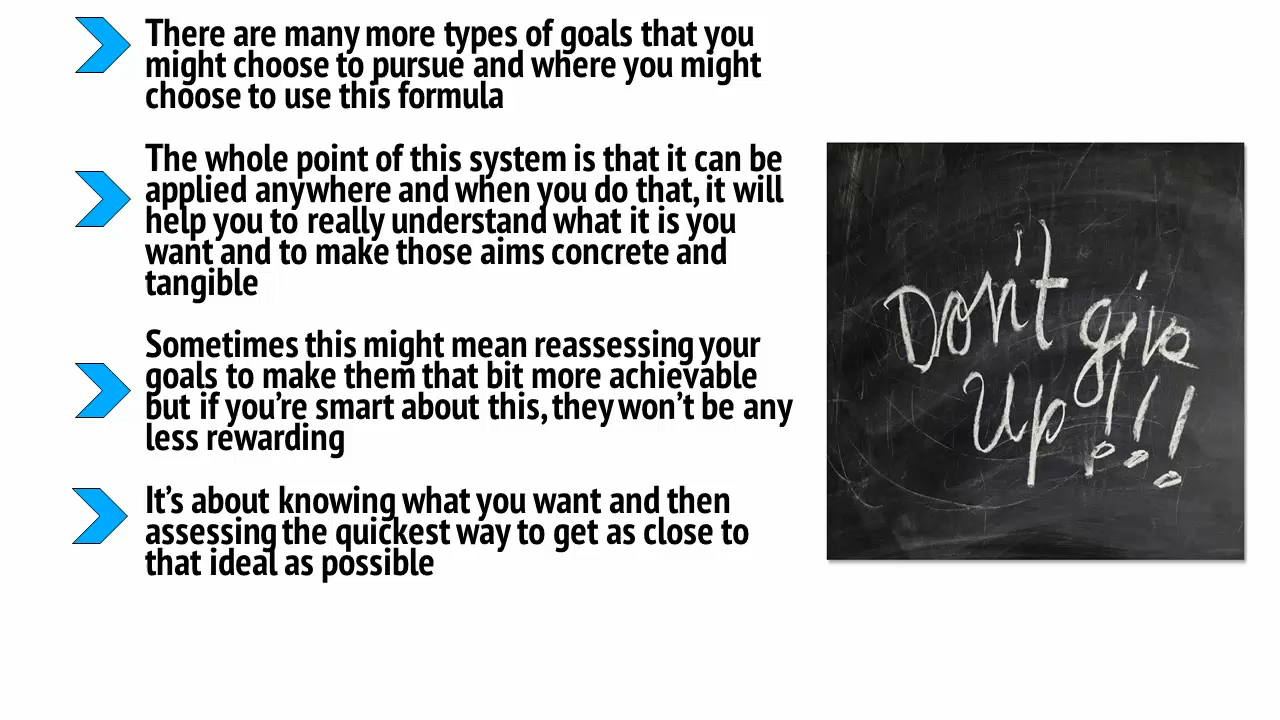 There are many more types of goals that you
might choose to pursue and where you might
choose to use this formula
The whole point of this system is that it can be
applied anywhere and when you do that, it will
help you to really understand what it is you
want and to make those aims concrete and
tangible
Sometimes this might mean reassessing your
goals to make them that bit more achievable
but if you’re smart about this, they won’t be any
less rewarding
It’s about knowing what you want and then
assessing the quickest way to get as close to
that ideal as possible
Don't give
Up!!!